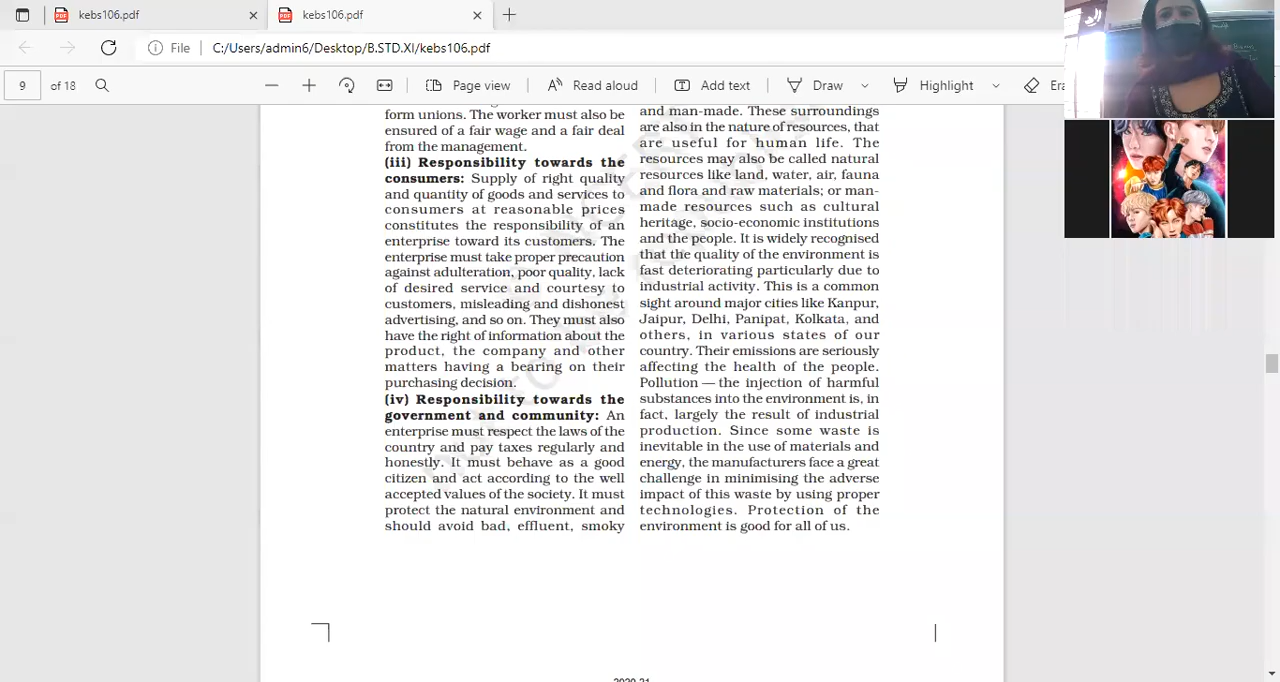 kebs106.pdf
kebs106.pdf
File C:/Users/admin6/Desktop/B.STD.XI/kebs106.pdf
9 of 18 Page view Read aloud Add text Draw Highlight Era
form unions. The worker must also be
ensured of a fair wage and a fair deal
from the management.
(iii) Responsibility towards the
consumers: Supply of right quality
and quantity of goods and services to
consumers at reasonable prices
constitutes the responsibility of an
enterprise toward its customers. The
enterprise must take proper precaution
against adulteration, poor quality, lack
of desired service and courtesy to
customers, misleading and dishonest
advertising, and so on. They must also
have the right of information about the
product, the company and other
matters having a bearing on their
purchasing decision.
(iv) Responsibility towards the
government and community: An
enterprise must respect the laws of the
country and pay taxes regularly and
honestly. It must behave as a good
citizen and act according to the well
accepted values of the society. It must
protect the natural environment and
should avoid bad, effluent, smoky
and man-made. These surroundings
are also in the nature of resources, that
are useful for human life. The
resources may also be called natural
resources like land, water, air, fauna
and flora and raw materials; or man-
made resources such as cultural
heritage, socio-economic institutions
and the people. It is widely recognised
that the quality of the environment is
fast deteriorating particularly due to
industrial activity. This is a common
sight around major cities like Kanpur,
Jaipur, Delhi, Panipat, Kolkata, and
others, in various states of our
country. Their emissions are seriously
affecting the health of the people.
Pollution — the injection of harmful
substances into the environment is, in
fact, largely the result of industrial
production. Since some waste is
inevitable in the use of materials and
energy, the manufacturers face a great
challenge in minimising the adverse
impact of this waste by using proper
technologies. Protection of the
environment is good for all of us.